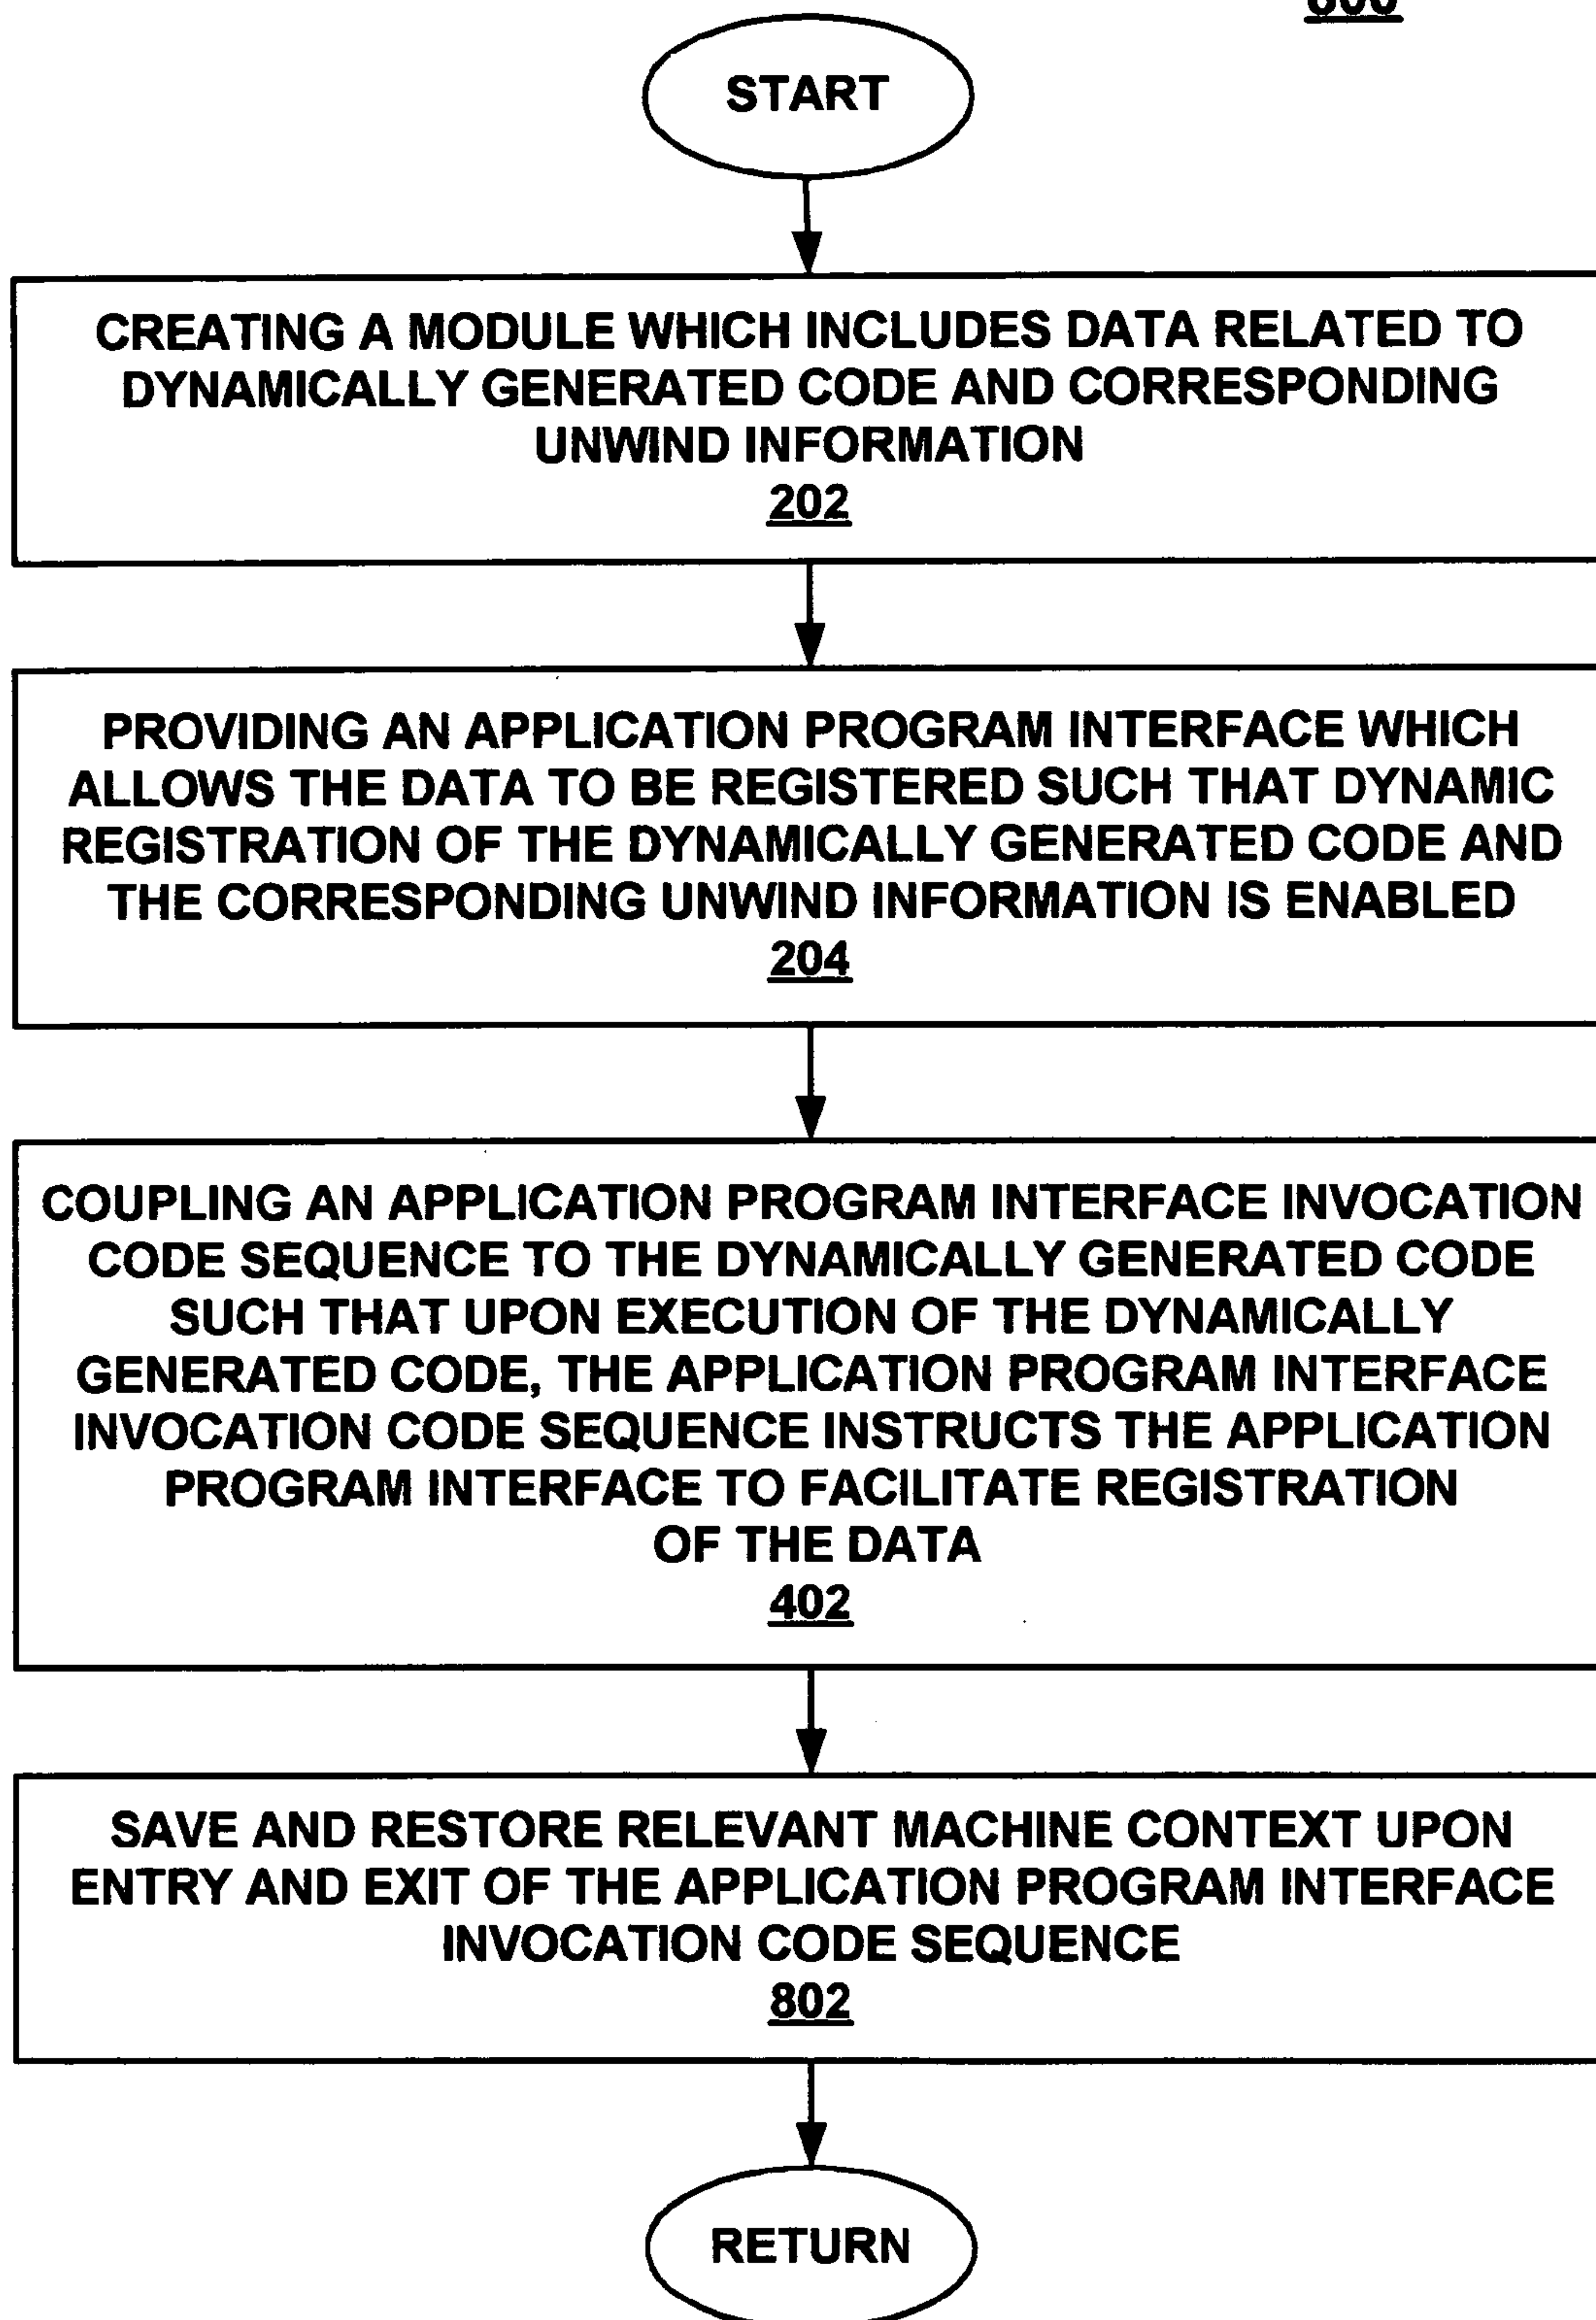 START
CREATING A MODULE WHICH INCLUDES DATA RELATED TO
DYNAMICALLY GENERATED CODE AND CORRESPONDING
UNWIND INFORMATION
202
PROVIDING AN APPLICATION PROGRAM INTERFACE WHICH
ALLOWS THE DATA TO BE REGISTERED SUCH THAT DYNAMIC
REGISTRATION OF THE DYNAMICALLY GENERATED CODE AND
THE CORRESPONDING UNWIND INFORMATION IS ENABLED
204
COUPLING AN APPLICATION PROGRAM INTERFACE INVOCATION
CODE SEQUENCE TO THE DYNAMICALLY GENERATED CODE
SUCH THAT UPON EXECUTION OF THE DYNAMICALLY
GENERATED CODE, THE APPLICATION PROGRAM INTERFACE
INVOCATION CODE SEQUENCE INSTRUCTS THE APPLICATION
PROGRAM INTERFACE TO FACILITATE REGISTRATION
OF THE DATA
402
SAVE AND RESTORE RELEVANT MACHINE CONTEXT UPON
ENTRY AND EXIT OF THE APPLICATION PROGRAM INTERFACE
INVOCATION CODE SEQUENCE
802
RETURN